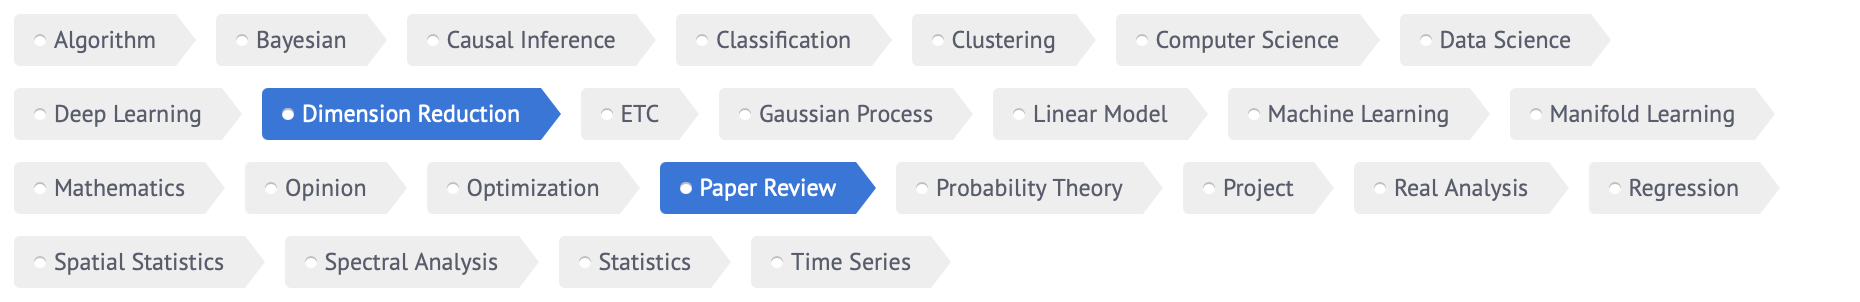 Algorithm Bayesian Causal Inference Classification Clustering Computer Science Data Science
Deep Learning Dimension Reduction ETC Gaussian Process Linear Model Machine Learning Manifold Learning
Mathematics Opinion Optimization Paper Review Probability Theory Project Real Analysis Regression
Spatial Statistics Spectral Analysis Statistics Time Series